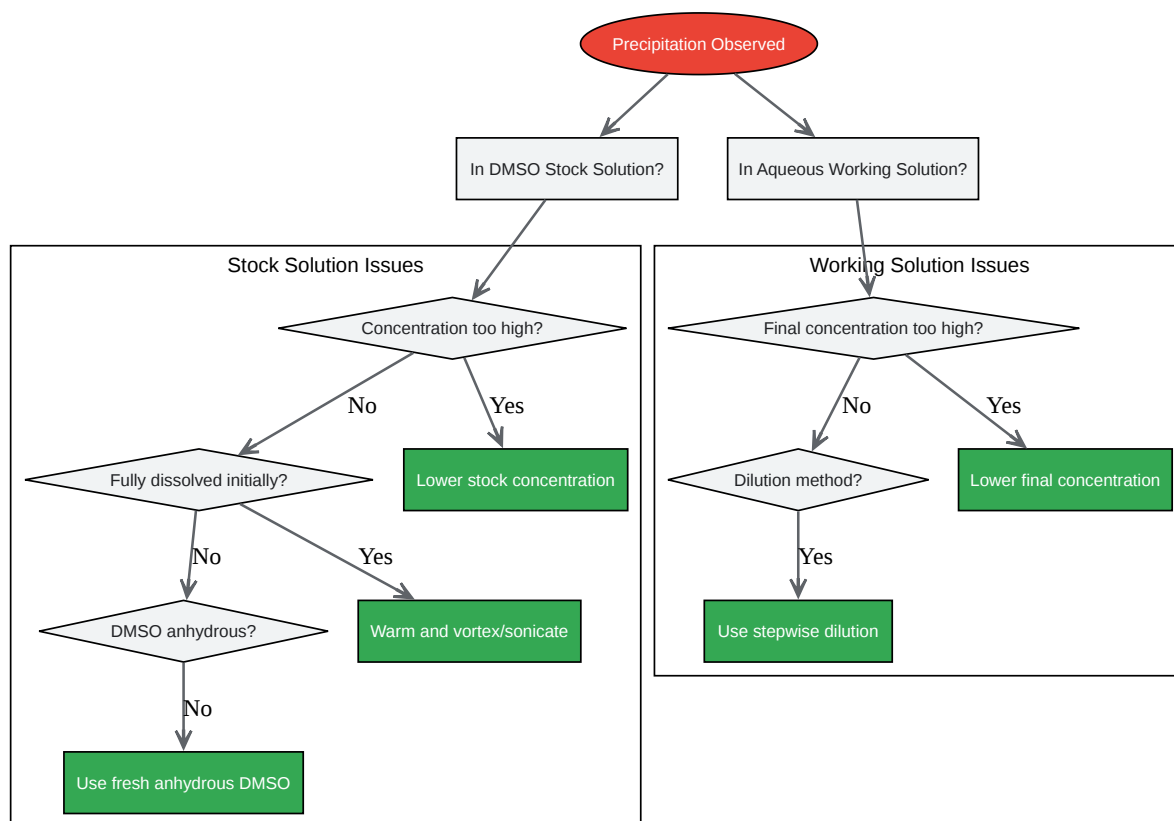 Precipitation Observed
In DMSO Stock Solution?
In Aqueous Working Solution?
Stock Solution Issues
Working Solution Issues
Concentration too high?
Final concentration too high?
No
Yes
No
Yes
Fully dissolved initially?
Lower stock concentration
Dilution method?
Lower final concentration
No
Yes
Yes
DMSO anhydrous?
Warm and vortex/sonicate
Use stepwise dilution
No
Use fresh anhydrous DMSO